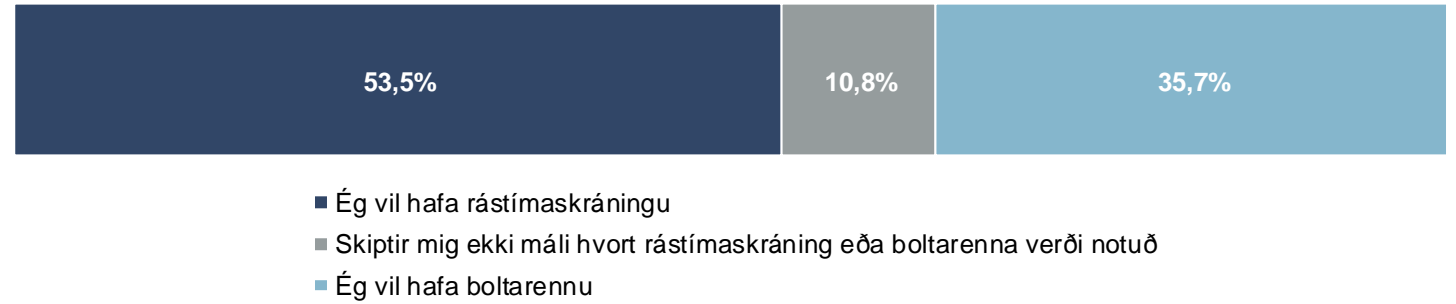 53,5% 10,8% 35,7%
Ég vil hafa rástímaskráningu
Skiptir mig ekki máli hvort rástímaskráning eða boltarenna verði notuð
Ég vil hafa boltarennu